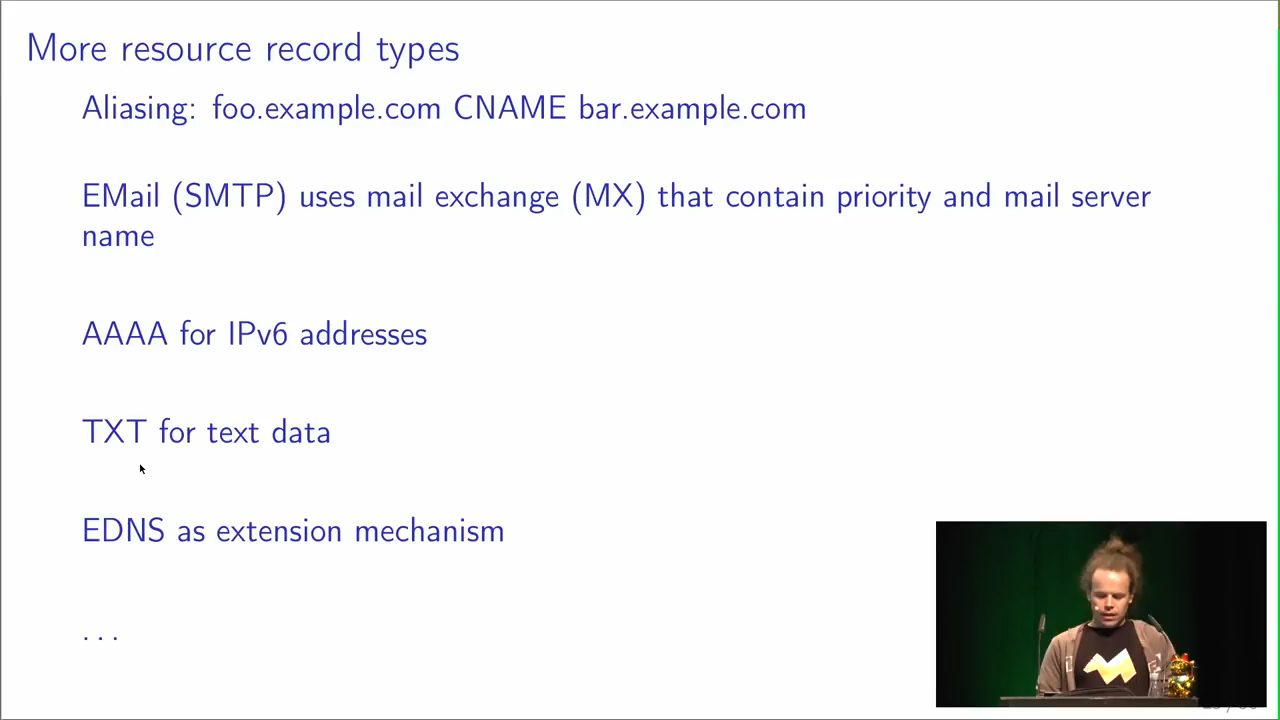 More resource record types
Aliasing: foo.example.com CNAME bar.example.com
EMail (SMTP) uses mail exchange (MX) that contain priority and mail server
name
AAAA for IPv6 addresses
TXT for text data
EDNS as extension mechanism
. . .